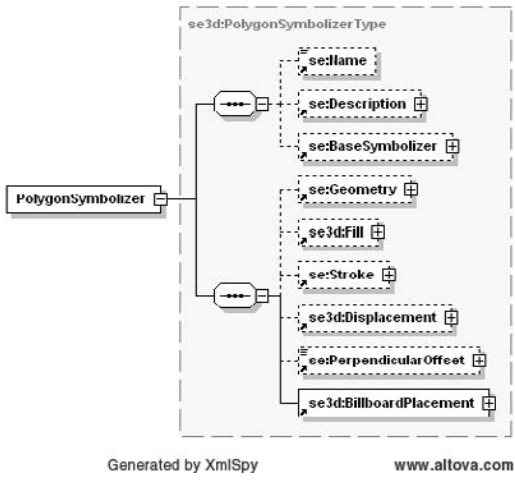 se3d:PolygonSymbolizerType
se:Name
se:Description
se:BaseSymbolizer
PolygonSymbolizer
se:Geometry
se3d:Fill
se:Stroke
se3d:Displacement
se:PerpendicularOffset
se3d:BillboardPlacement
Generated by XmlSpy www.altova.com